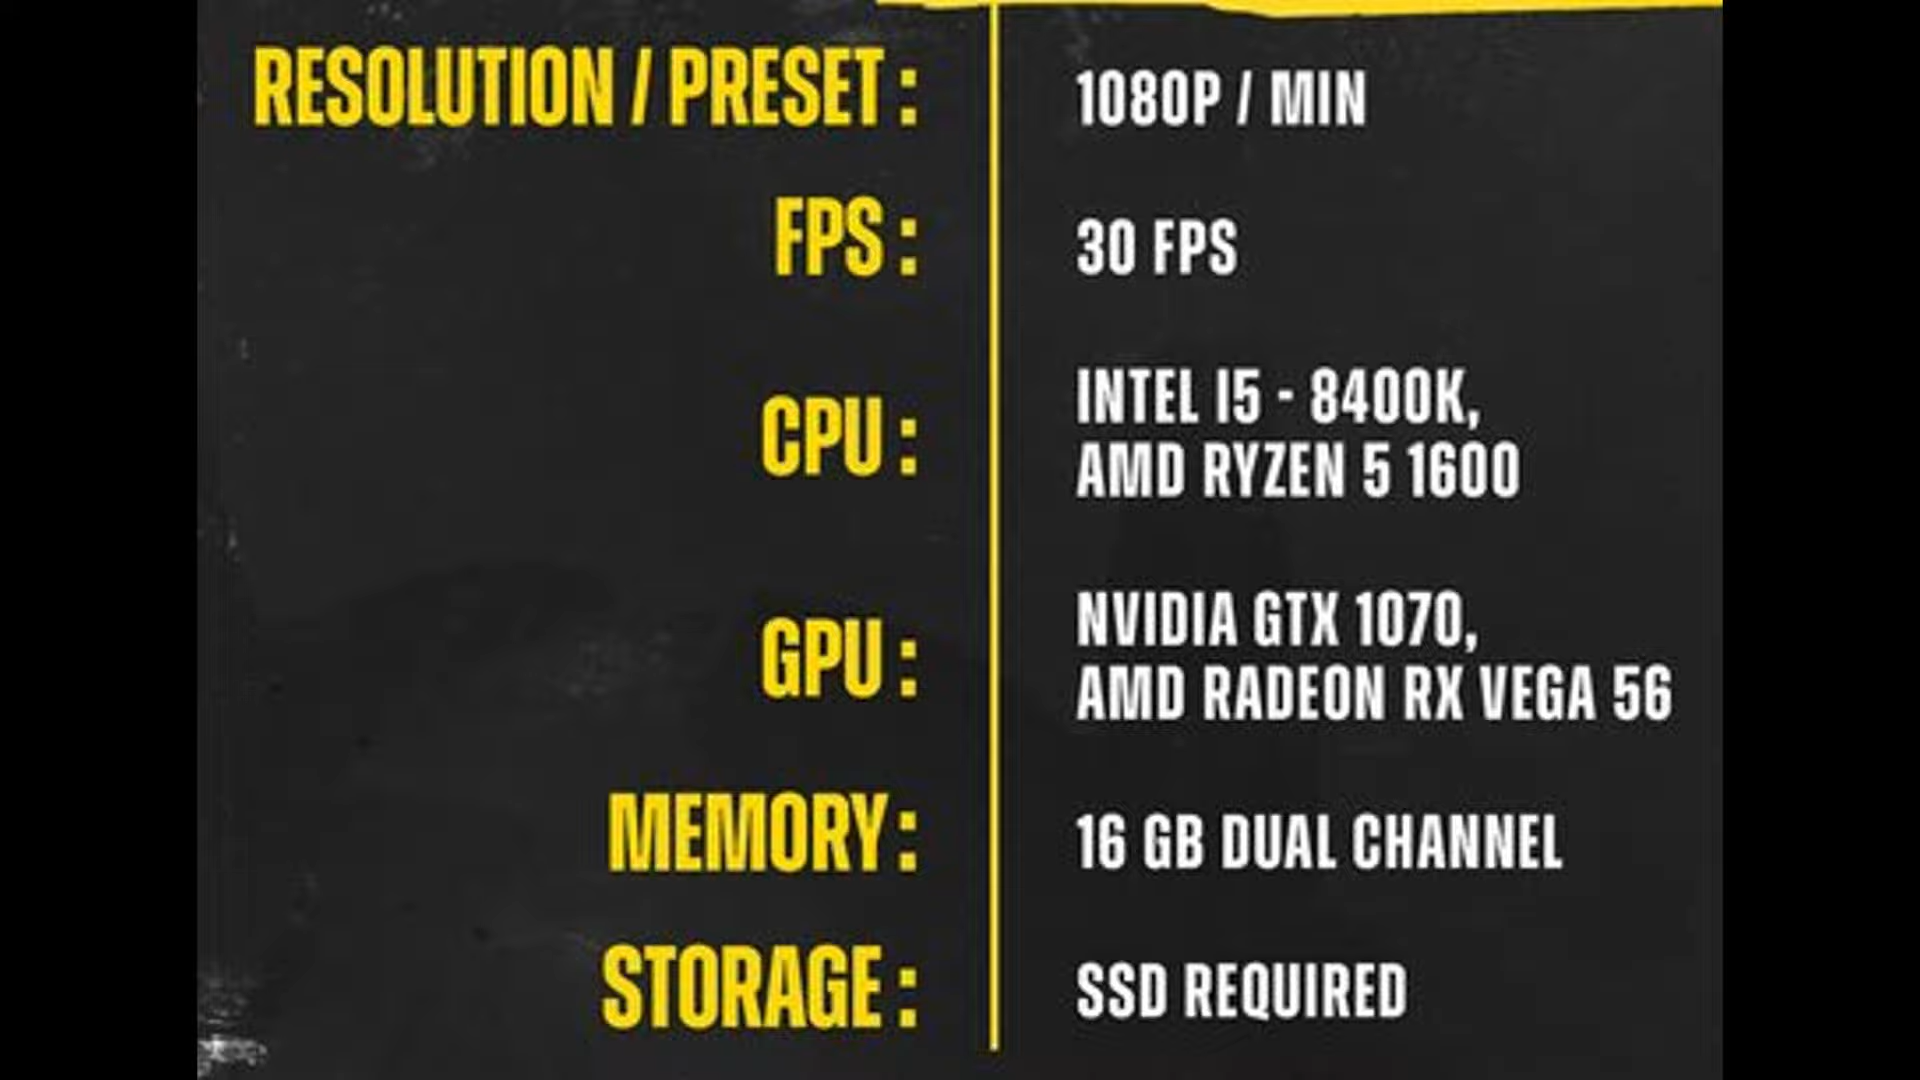 RESOLUTION / PRESET : 1080P / MIN
FPS : 30 FPS
CPU : INTEL I5 - 8400K,
AMD RYZEN 5 1600
GPU : NVIDIA GTX 1070,
AMD RADEON RX VEGA 56
MEMORY : 16 GB DUAL CHANNEL
STORAGE : SSD REQUIRED